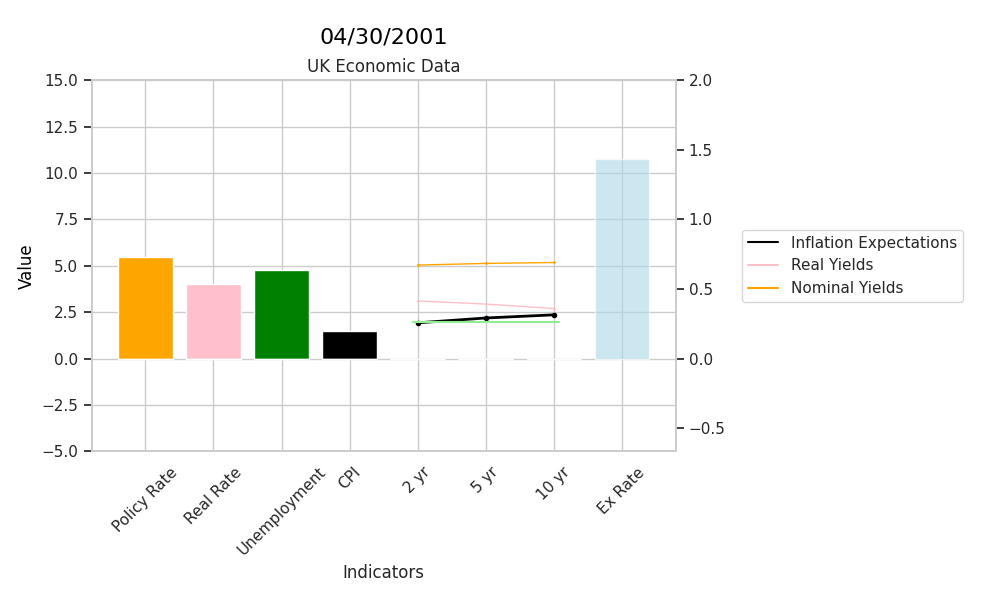 04/30/2001
UK Economic Data
15.0
12.5
10.0
7.5
5.0
2.5
0.0
−2.5
−5.0
Value
2.0
1.5
1.0
0.5
0.0
−0.5
Inflation Expectations
Real Yields
Nominal Yields
Policy Rate
Real Rate
Unemployment
CPI
2 yr
5 yr
10 yr
Ex Rate
Indicators